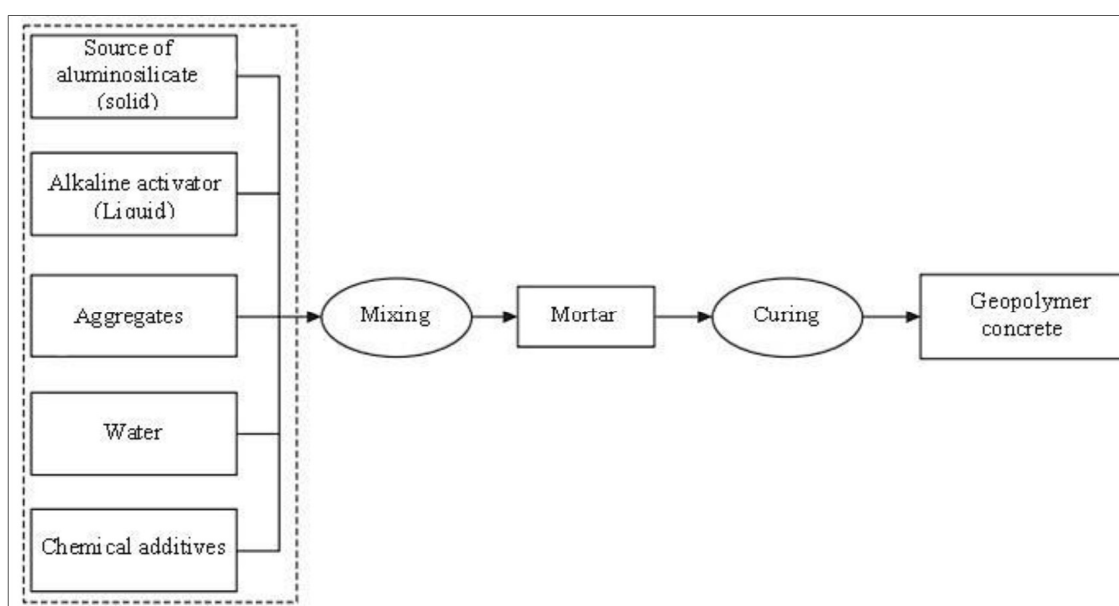 Source of
aluminosilicate
(solid)
Alkaline activator
(Liquid)
Aggregates
Water
Chemical additives
Mixing
Mortar
Curing
Geopolymer
concrete